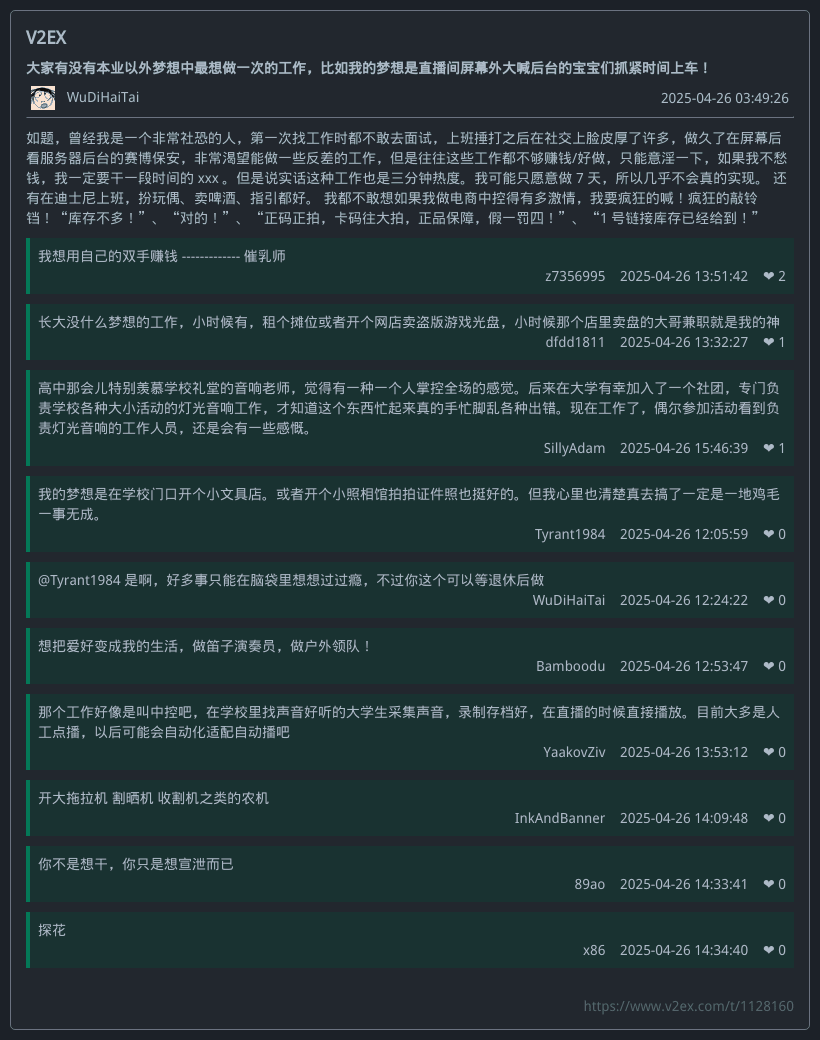 V2EX
大家有没有本业以外梦想中最想做一次的工作，比如我的梦想是直播间屏幕外大喊后台的宝宝们抓紧时间上车！
WuDiHaiTai
2025-04-26 03:49:26
如题，曾经我是一个非常社恐的人，第一次找工作时都不敢去面试，上班捶打之后在社交上脸皮厚了许多，做久了在屏幕后
看服务器后台的赛博保安，非常渴望能做一些反差的工作，但是往往这些工作都不够赚钱/好做，只能意淫一下，如果我不愁
钱，我一定要干一段时间的 xxx 。但是说实话这种工作也是三分钟热度。我可能只愿意做 7 天，所以几乎不会真的实现。 还
有在迪士尼上班，扮玩偶、卖啤酒、指引都好。 我都不敢想如果我做电商中控得有多激情，我要疯狂的喊！疯狂的敲铃
铛！“库存不多！”、“对的！”、“正码正拍，卡码往大拍，正品保障，假一罚四！”、“1 号链接库存已经给到！”
我想用自己的双手赚钱 ------------- 催乳师
z7356995 2025-04-26 13:51:42 ❤ 2
长大没什么梦想的工作，小时候有，租个摊位或者开个网店卖盗版游戏光盘，小时候那个店里卖盘的大哥兼职就是我的神
dfdd1811 2025-04-26 13:32:27 ❤ 1
高中那会儿特别羡慕学校礼堂的音响老师，觉得有一种一个人掌控全场的感觉。后来在大学有幸加入了一个社团，专门负
责学校各种大小活动的灯光音响工作，才知道这个东西忙起来真的手忙脚乱各种出错。现在工作了，偶尔参加活动看到负
责灯光音响的工作人员，还是会有一些感慨。
SillyAdam 2025-04-26 15:46:39 ❤ 1
我的梦想是在学校门口开个小文具店。或者开个小照相馆拍拍证件照也挺好的。但我心里也清楚真去搞了一定是一地鸡毛
一事无成。
Tyrant1984 2025-04-26 12:05:59 ❤ 0
@Tyrant1984 是啊，好多事只能在脑袋里想想过过瘾，不过你这个可以等退休后做
WuDiHaiTai 2025-04-26 12:24:22 ❤ 0
想把爱好变成我的生活，做笛子演奏员，做户外领队！
Bamboodu 2025-04-26 12:53:47 ❤ 0
那个工作好像是叫中控吧，在学校里找声音好听的大学生采集声音，录制存档好，在直播的时候直接播放。目前大多是人
工点播，以后可能会自动化适配自动播吧
YaakovZiv 2025-04-26 13:53:12 ❤ 0
开大拖拉机 割晒机 收割机之类的农机
InkAndBanner 2025-04-26 14:09:48 ❤ 0
你不是想干，你只是想宣泄而已
89ao 2025-04-26 14:33:41 ❤ 0
探花
x86 2025-04-26 14:34:40 ❤ 0
https://www.v2ex.com/t/1128160